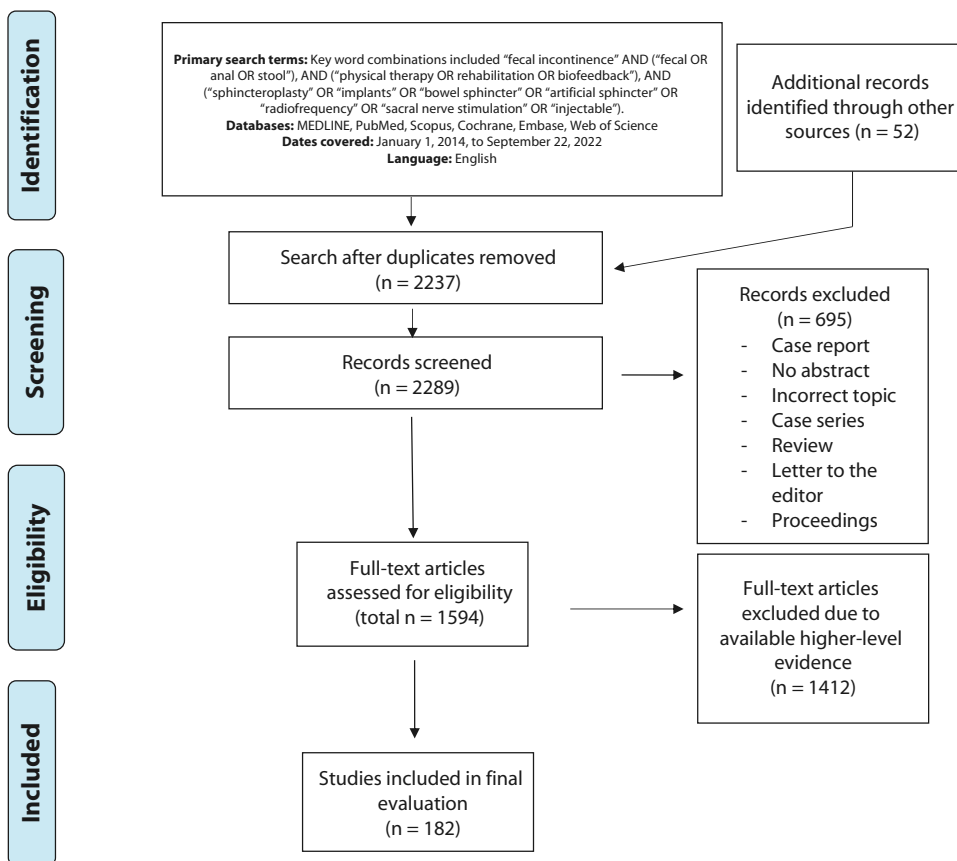 Identification
Primary search terms: Key word combinations included “fecal incontinence” AND (“fecal OR
anal OR stool”), AND (“physical therapy OR rehabilitation OR biofeedback”), AND
(“sphincteroplasty” OR “implants” OR “bowel sphincter” OR “artificial sphincter” OR
“radiofrequency” OR “sacral nerve stimulation” OR “injectable”).
Databases: MEDLINE, PubMed, Scopus, Cochrane, Embase, Web of Science
Dates covered: January 1, 2014, to September 22, 2022
Language: English
Additional records
identified through other
sources (n = 52)
Screening
Search after duplicates removed
(n = 2237)
Records screened
(n = 2289)
Records excluded
(n = 695)
- Case report
- No abstract
- Incorrect topic
- Case series
- Review
- Letter to the
editor
- Proceedings
Eligibility
Full-text articles
assessed for eligibility
(total n = 1594)
Full-text articles
excluded due to
available higher-level
evidence
(n = 1412)
Included
Studies included in final
evaluation
(n = 182)